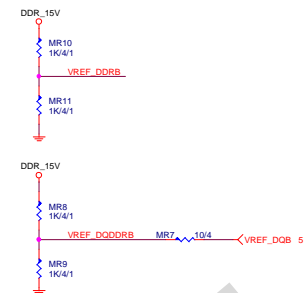 DDR_15V
MR10
1K/4/1
VREF_DDRB
MR11
1K/4/1
DDR_15V
MR8
1K/4/1
VREF_DQDDRB MR7 10/4 VREF_DQB 5
MR9
1K/4/1